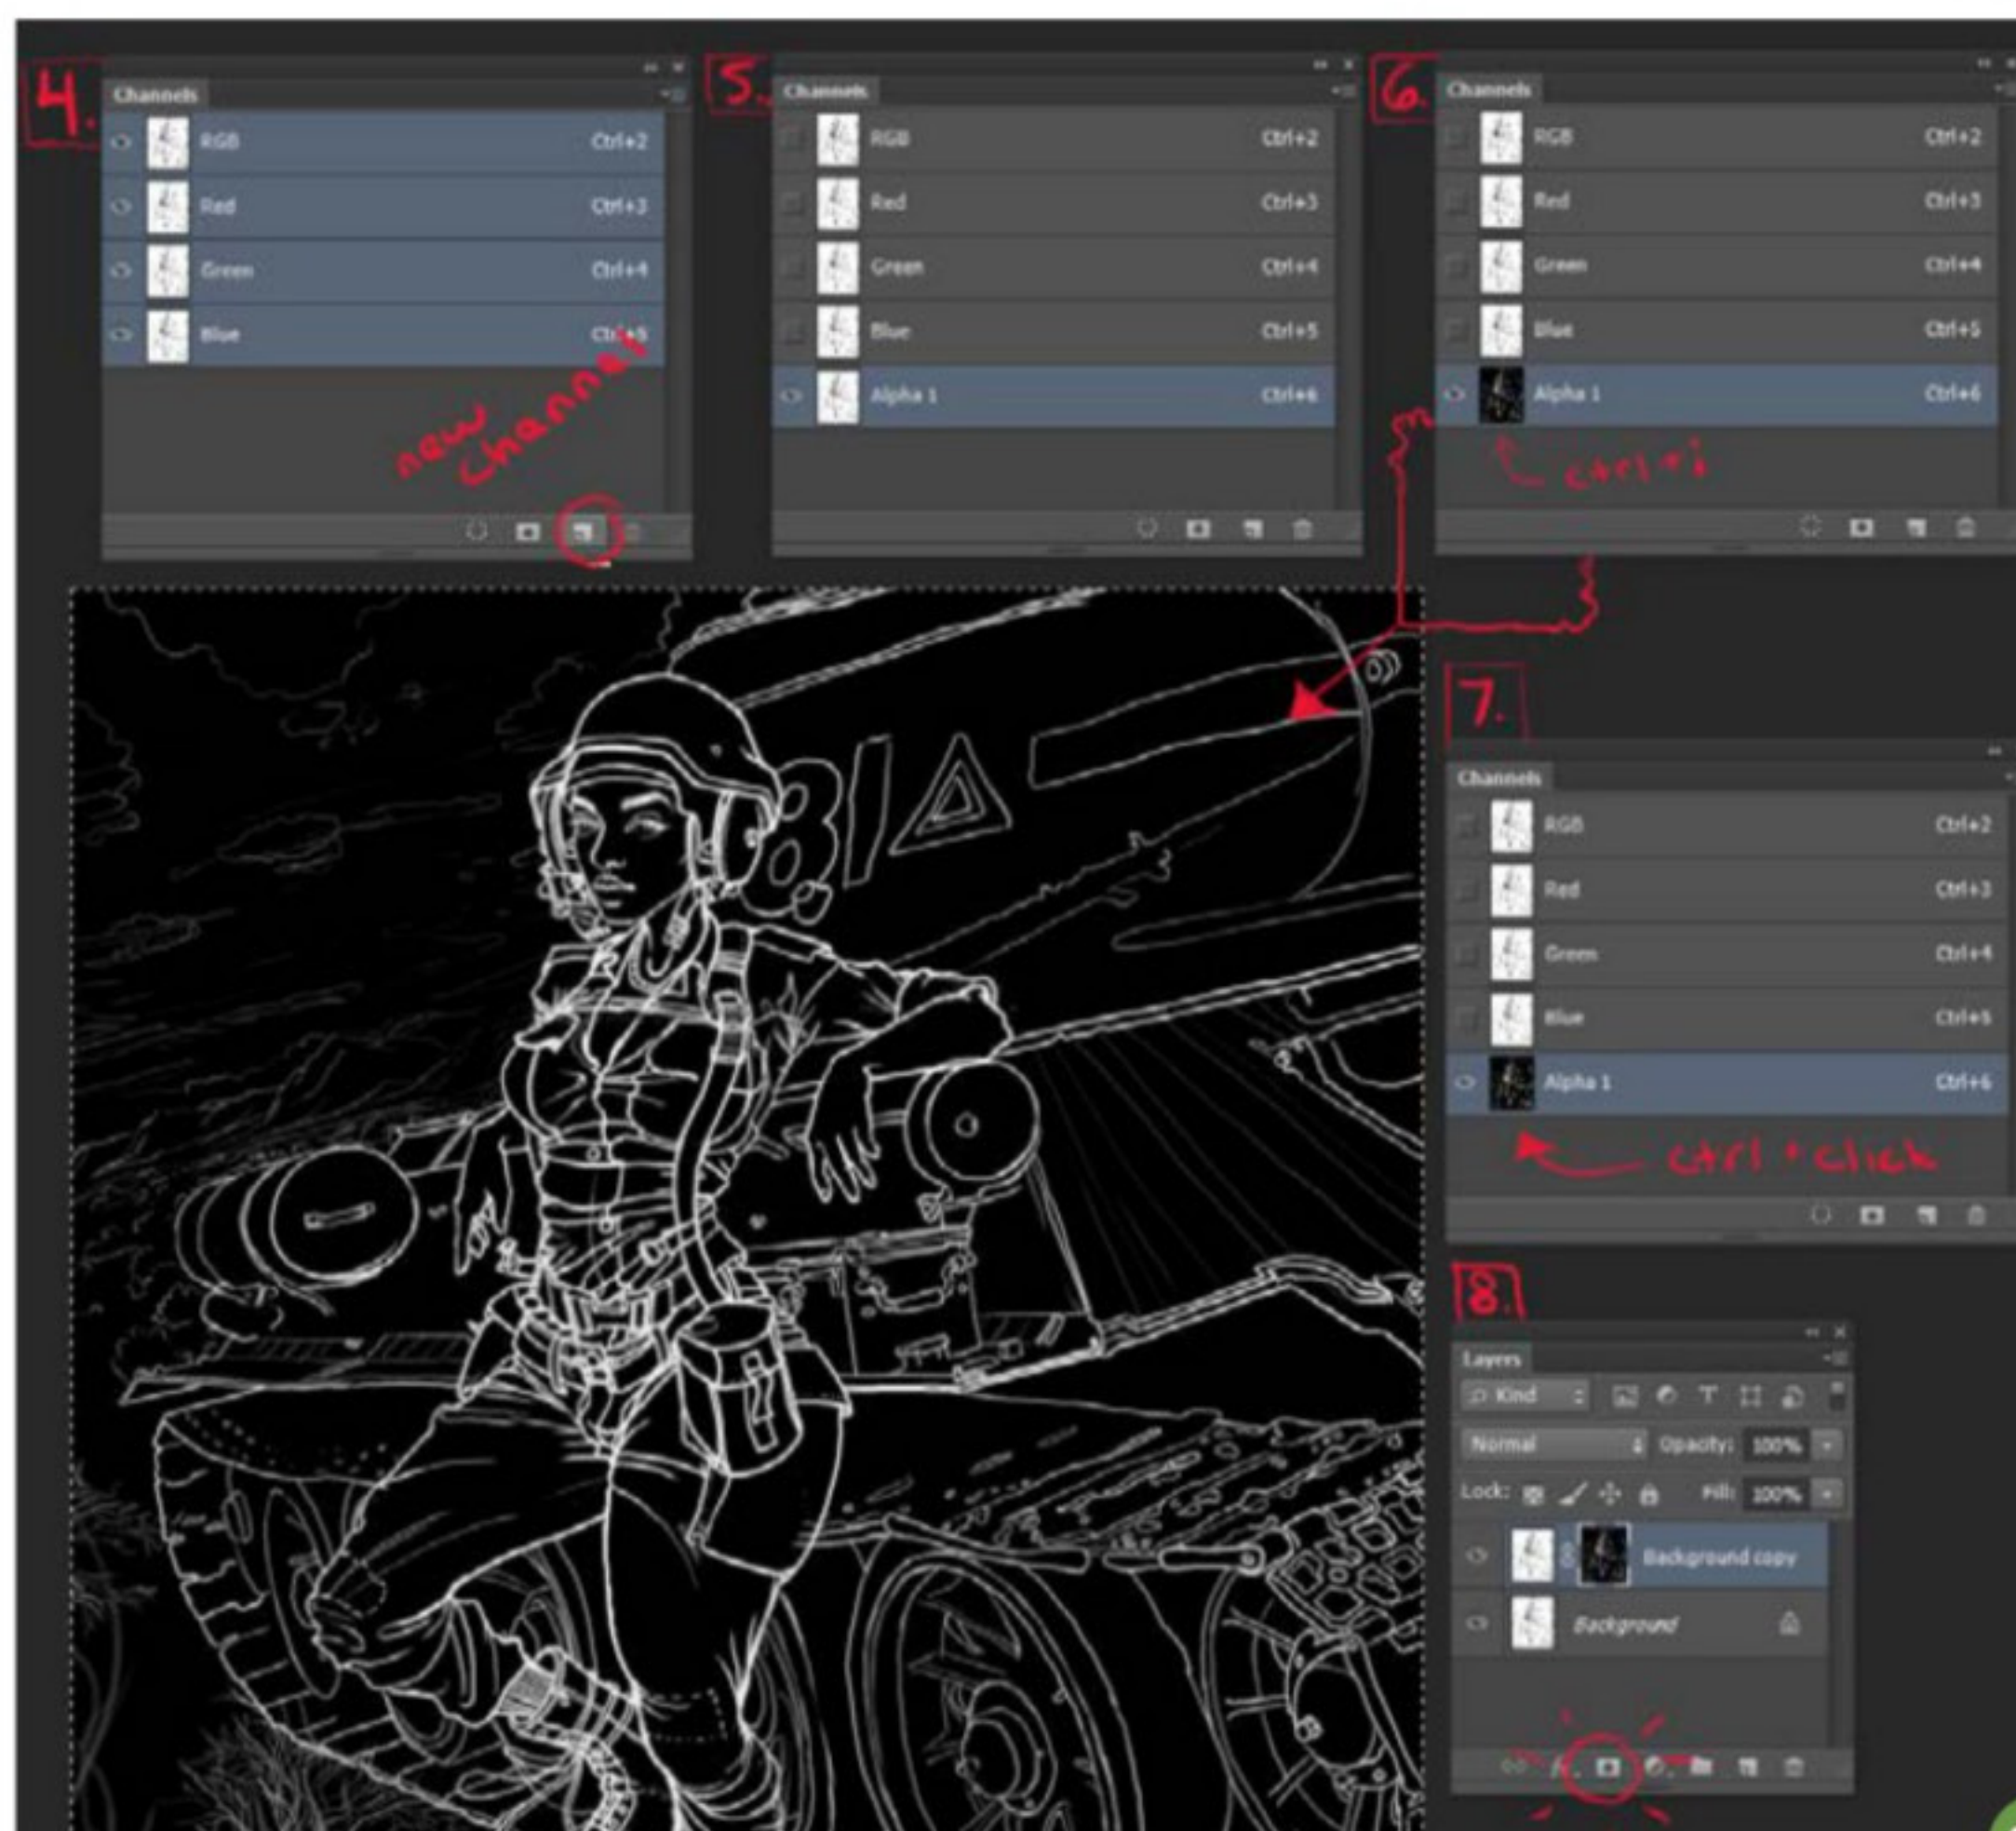 4.
Channels
RGB Ctrl+2
Red Ctrl+3
Green Ctrl+4
Blue Ctrl+5
new
channel
5.
Channels
RGB Ctrl+2
Red Ctrl+3
Green Ctrl+4
Blue Ctrl+5
Alpha 1 Ctrl+6
6.
Channels
RGB Ctrl+2
Red Ctrl+3
Green Ctrl+4
Blue Ctrl+5
Alpha 1 Ctrl+6
ctrl+i
8/
7.
Channels
RGB Ctrl+2
Red Ctrl+3
Green Ctrl+4
Blue Ctrl+5
Alpha 1 Ctrl+6
ctrl + click
8.
Layers
Kind
Normal Opacity: 100%
Lock: Fill: 100%
Background copy
Background